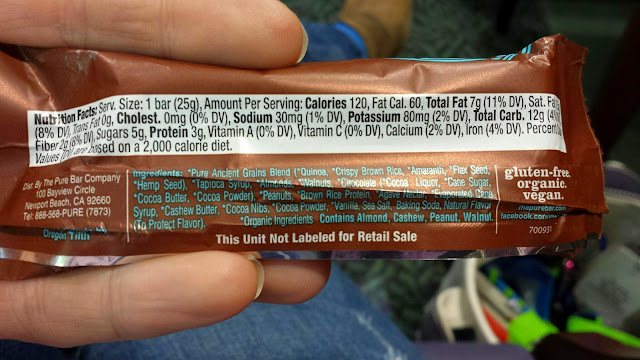 Nutrition Facts: Serv. Size: 1 bar (25g), Amount Per Serving: Calories 120, Fat Cal. 60, Total Fat 7g (11% DV), Sat. Fat
(8% DV), Trans Fat 0g, Cholest. 0mg (0% DV), Sodium 30mg (1% DV), Potassium 80mg (2% DV), Total Carb. 12g (4%
Fiber 2g (8% DV), Sugars 5g, Protein 3g, Vitamin A (0% DV), Vitamin C (0% DV), Calcium (2% DV), Iron (4% DV). Percent
Values (DV) are based on a 2,000 calorie diet.
Dist. By The Pure Bar Company
100 Bayview Circle
Newport Beach, CA 92660
Tel: 888-568-PURE (7873)
Oregon Tilth
Ingredients: *Pure Ancient Grains Blend (*Quinoa, *Crispy Brown Rice, *Amaranth, *Flax Seed,
*Hemp Seed), *Tapioca Syrup, *Almonds, *Walnuts, *Chocolate (*Cocoa Liquor, *Cane Sugar,
*Cocoa Butter, *Cocoa Powder), *Peanuts, *Brown Rice Protein, *Agave Nectar, *Evaporated Cane
Syrup, *Cashew Butter, *Cocoa Nibs, *Cocoa Powder, *Vanilla, Sea Salt, Baking Soda, Natural Flavor
(To Protect Flavor). *Organic Ingredients Contains Almond, Cashew, Peanut, Walnut.
This Unit Not Labeled for Retail Sale
gluten-free.
organic.
vegan.
thepurebar.com
facebook.com
700931